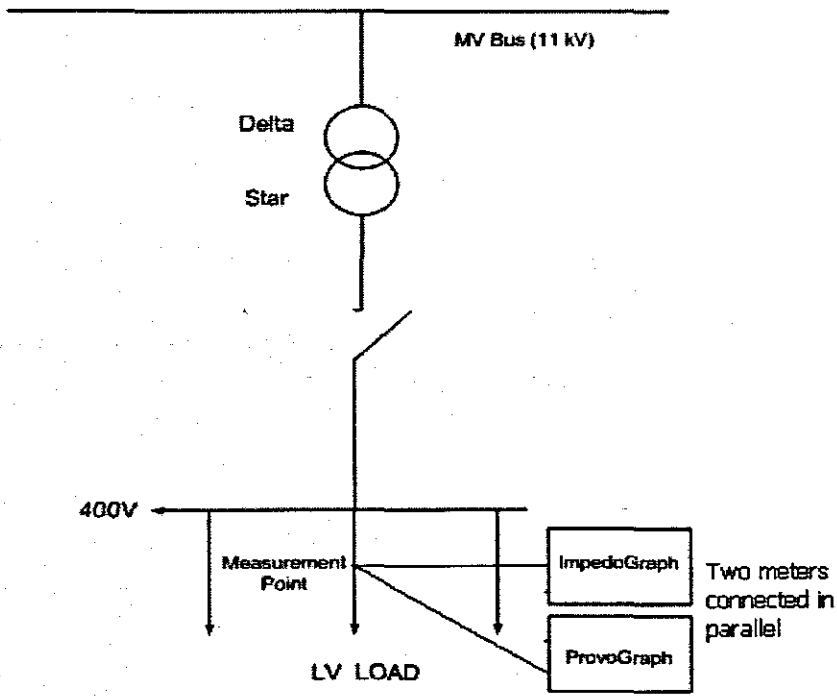 MV Bus (11 kV)
Delta
Star
400V
Measurement
Point
ImpedoGraph
Two meters
connected in
parallel
ProvoGraph
LV LOAD